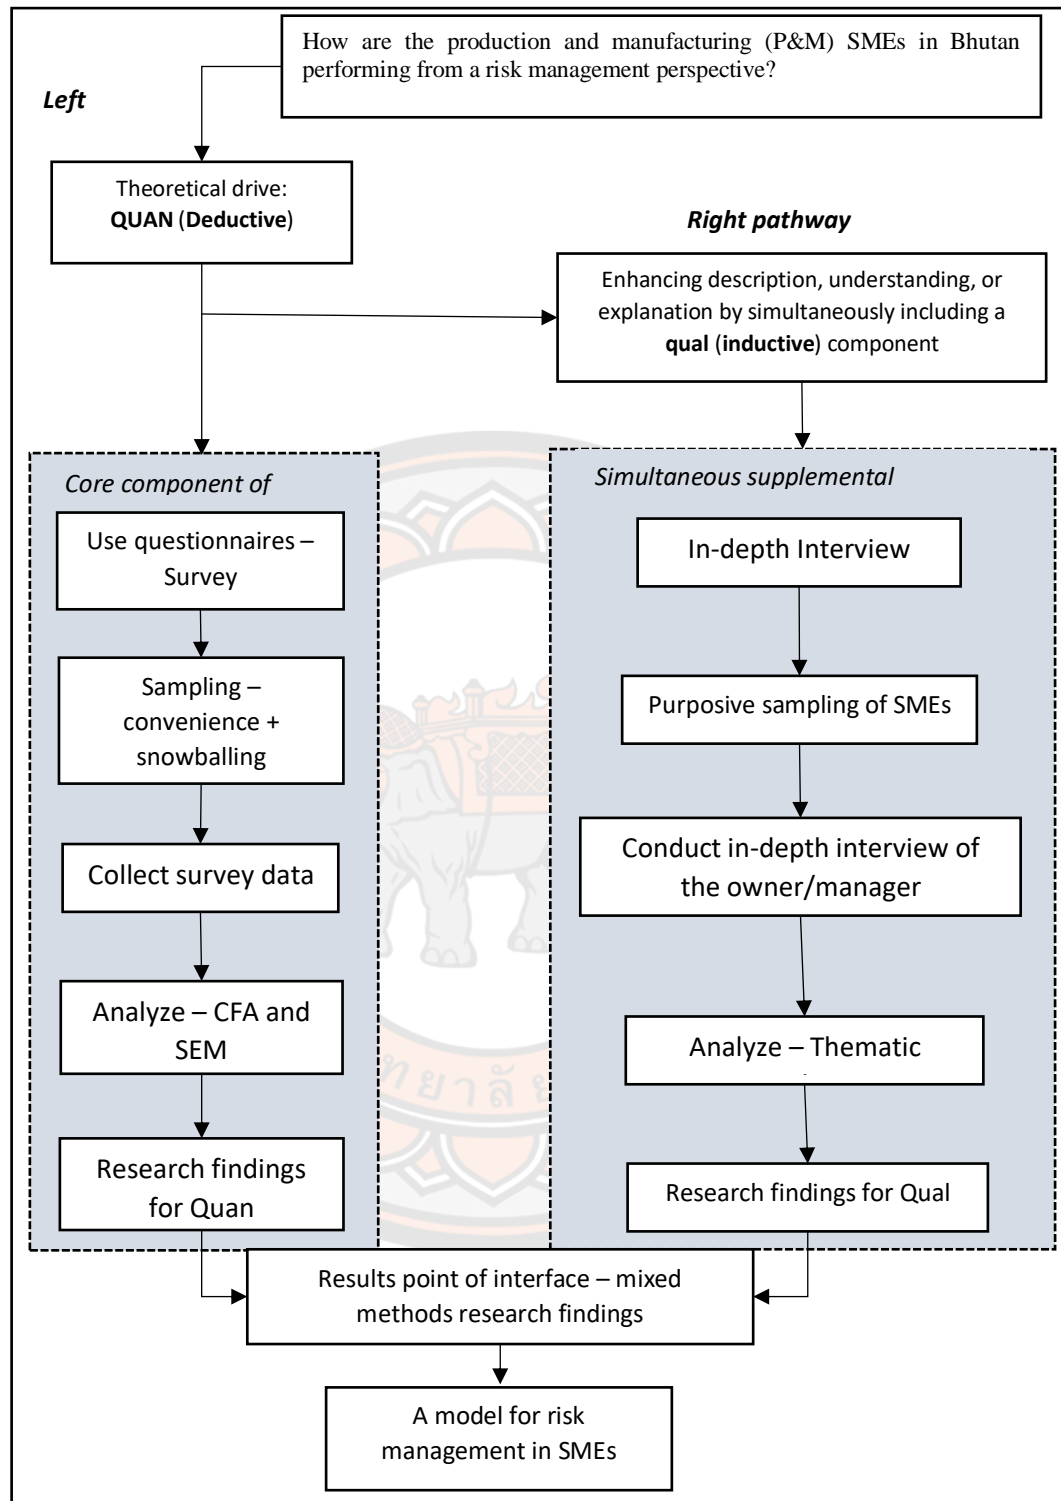 How are the production and manufacturing (P&M) SMEs in Bhutan
performing from a risk management perspective?
Left
Theoretical drive:
QUAN (Deductive)
Right pathway
Enhancing description, understanding, or
explanation by simultaneously including a
qual (inductive) component
Core component of
Use questionnaires –
Survey
Sampling –
convenience +
snowballing
Collect survey data
Analyze – CFA and
SEM
Research findings
for Quan
Simultaneous supplemental
In-depth Interview
Purposive sampling of SMEs
Conduct in-depth interview of
the owner/manager
Analyze – Thematic
Research findings for Qual
Results point of interface – mixed
methods research findings
A model for risk
management in SMEs